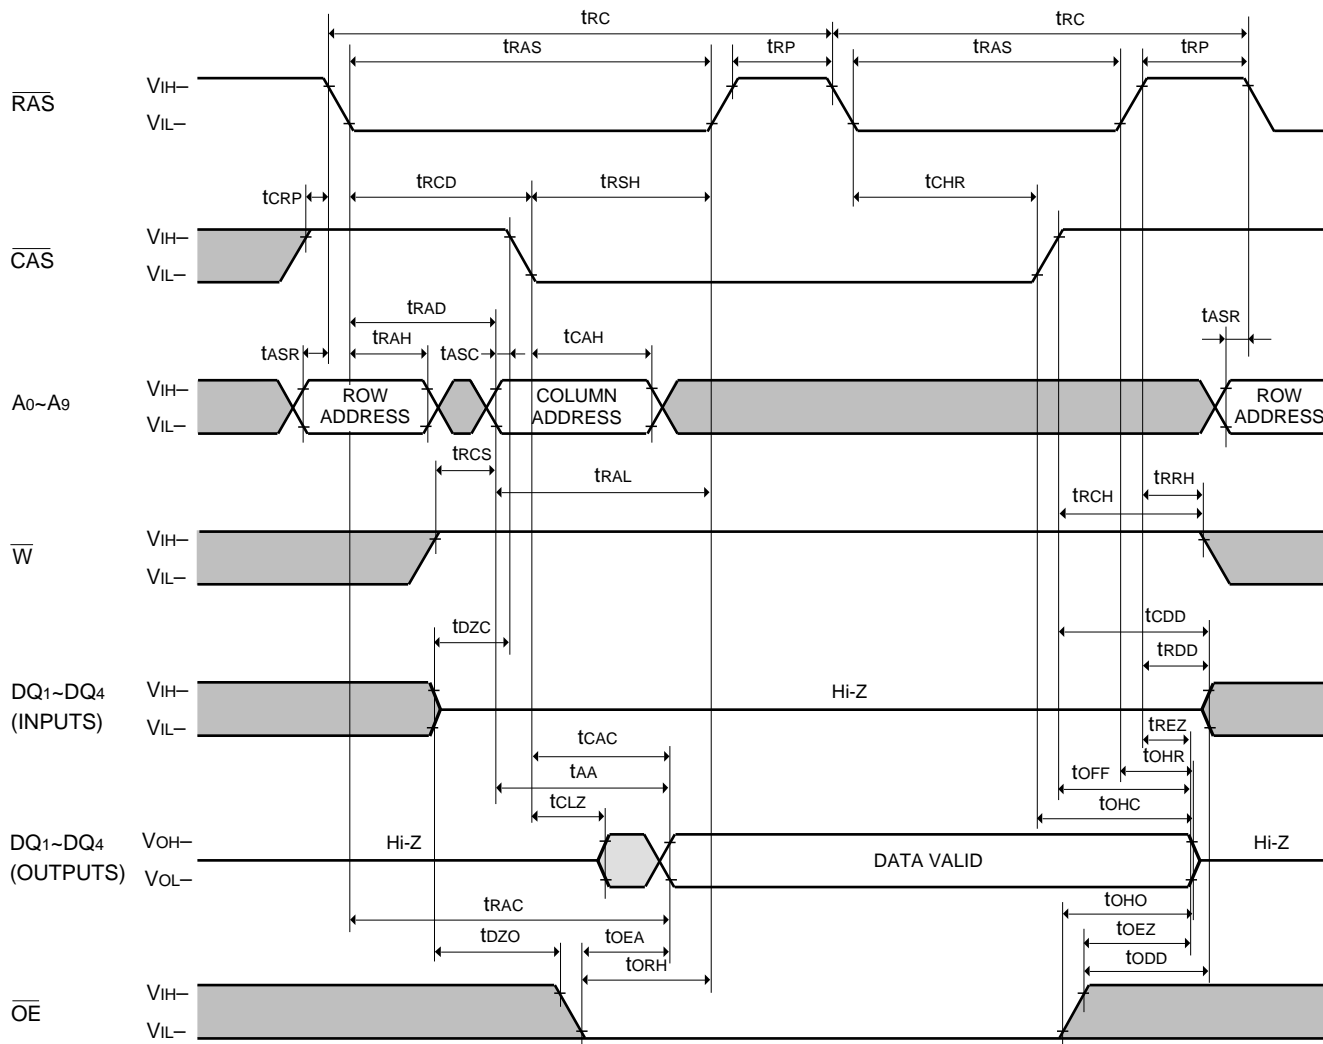 tRC tRC
tRAS tRP tRAS tRP
RAS VIH–
VIL–
tCRP tRCD tRSH tCHR
CAS VIH–
VIL–
tRAD
tASR tRAH tASC tCAH tASR
A0~A9 VIH–
VIL–
ROW
ADDRESS
COLUMN
ADDRESS
ROW
ADDRESS
tRCS tRAL tRRH
tRCH
W VIH–
VIL–
tDZC tCDD
tRDD
DQ1~DQ4
(INPUTS)
VIH–
VIL–
Hi-Z
tREZ
tCAC tOHR
tAA tOFF
tCLZ tOHC
DQ1~DQ4
(OUTPUTS)
VOH–
VOL–
Hi-Z DATA VALID Hi-Z
tRAC tOHO
tDZO tOEA tOEZ
tORH tODD
OE VIH–
VIL–